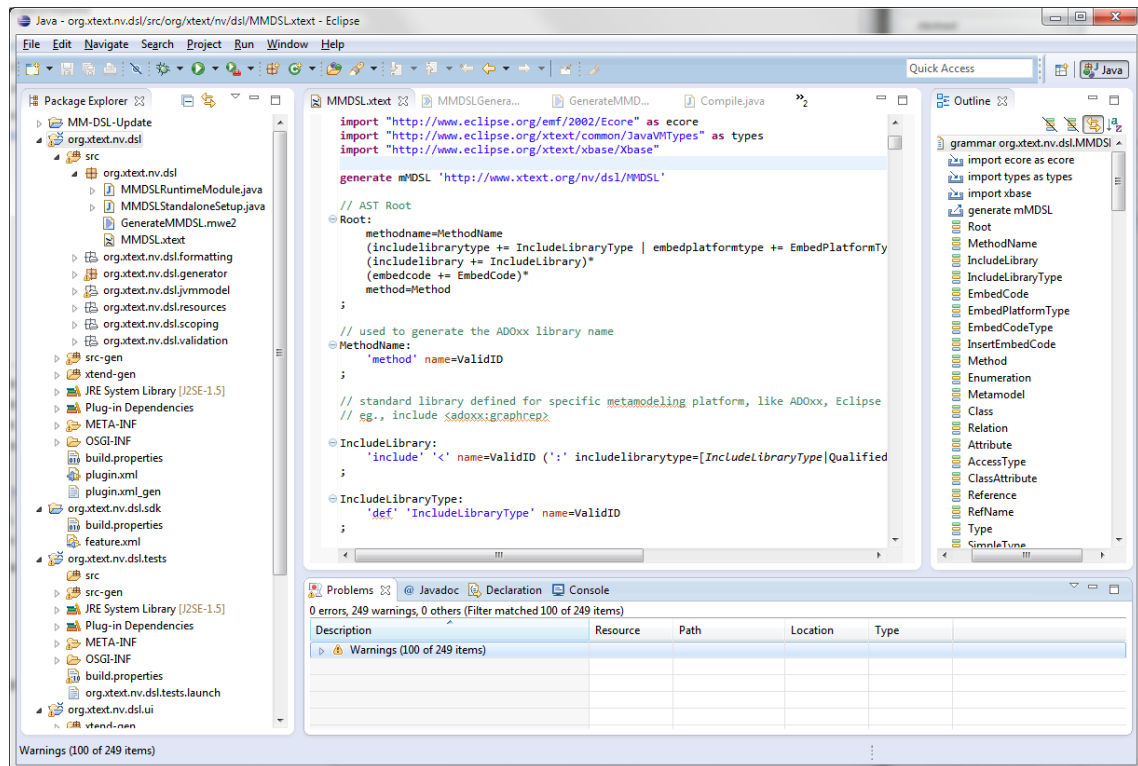 Java - org.xtext.nv.dsl/src/org/xtext/nv/dsl/MMDSL.xtext - Eclipse
File Edit Navigate Search Project Run Window Help
Quick Access
Java
Package Explorer
MM-DSL-Update
org.xtext.nv.dsl
src
org.xtext.nv.dsl
MMDSLRuntimeModule.java
MMDSLStandaloneSetup.java
GenerateMMDSL.mwe2
MMDSL.xtext
org.xtext.nv.dsl.formatting
org.xtext.nv.dsl.generator
org.xtext.nv.dsl.jvmmodel
org.xtext.nv.dsl.resources
org.xtext.nv.dsl.scoping
org.xtext.nv.dsl.validation
src-gen
xtend-gen
JRE System Library [J2SE-1.5]
Plug-in Dependencies
META-INF
OSGI-INF
build.properties
plugin.xml
plugin.xml_gen
org.xtext.nv.dsl.sdk
build.properties
feature.xml
org.xtext.nv.dsl.tests
src
src-gen
JRE System Library [J2SE-1.5]
Plug-in Dependencies
META-INF
OSGI-INF
build.properties
org.xtext.nv.dsl.tests.launch
org.xtext.nv.dsl.ui
xtend-gen
MMDSL.xtext MMDSLGenera... GenerateMMD... Compile.java »2
import "http://www.eclipse.org/emf/2002/Ecore" as ecore
import "http://www.eclipse.org/xtext/common/JavaVMTypes" as types
import "http://www.eclipse.org/xtext/xbase/Xbase"
generate mMDSL 'http://www.xtext.org/nv/dsl/MMDSL'
// AST Root
Root:
methodname=MethodName
(includelibrarytype += IncludeLibraryType | embedplatformtype += EmbedPlatformTy
(includelibrary += IncludeLibrary)*
(embedcode += EmbedCode)*
method=Method
;
// used to generate the ADOxx library name
MethodName:
'method' name=ValidID
;
// standard library defined for specific metamodeling platform, like ADOxx, Eclipse
// eg., include <adoxx:graphrep>
IncludeLibrary:
'include' '<' name=ValidID (':' includelibrarytype=[IncludeLibraryType|Qualified
;
IncludeLibraryType:
'def' 'IncludeLibraryType' name=ValidID
;
Outline
grammar org.xtext.nv.dsl.MMDSl
import ecore as ecore
import types as types
import xbase
generate mMDSL
Root
MethodName
IncludeLibrary
IncludeLibraryType
EmbedCode
EmbedPlatformType
EmbedCodeType
InsertEmbedCode
Method
Enumeration
Metamodel
Class
Relation
Attribute
AccessType
ClassAttribute
Reference
RefName
Type
SimpleType
Problems @ Javadoc Declaration Console
0 errors, 249 warnings, 0 others (Filter matched 100 of 249 items)
Description Resource Path Location Type
Warnings (100 of 249 items)
Warnings (100 of 249 items)